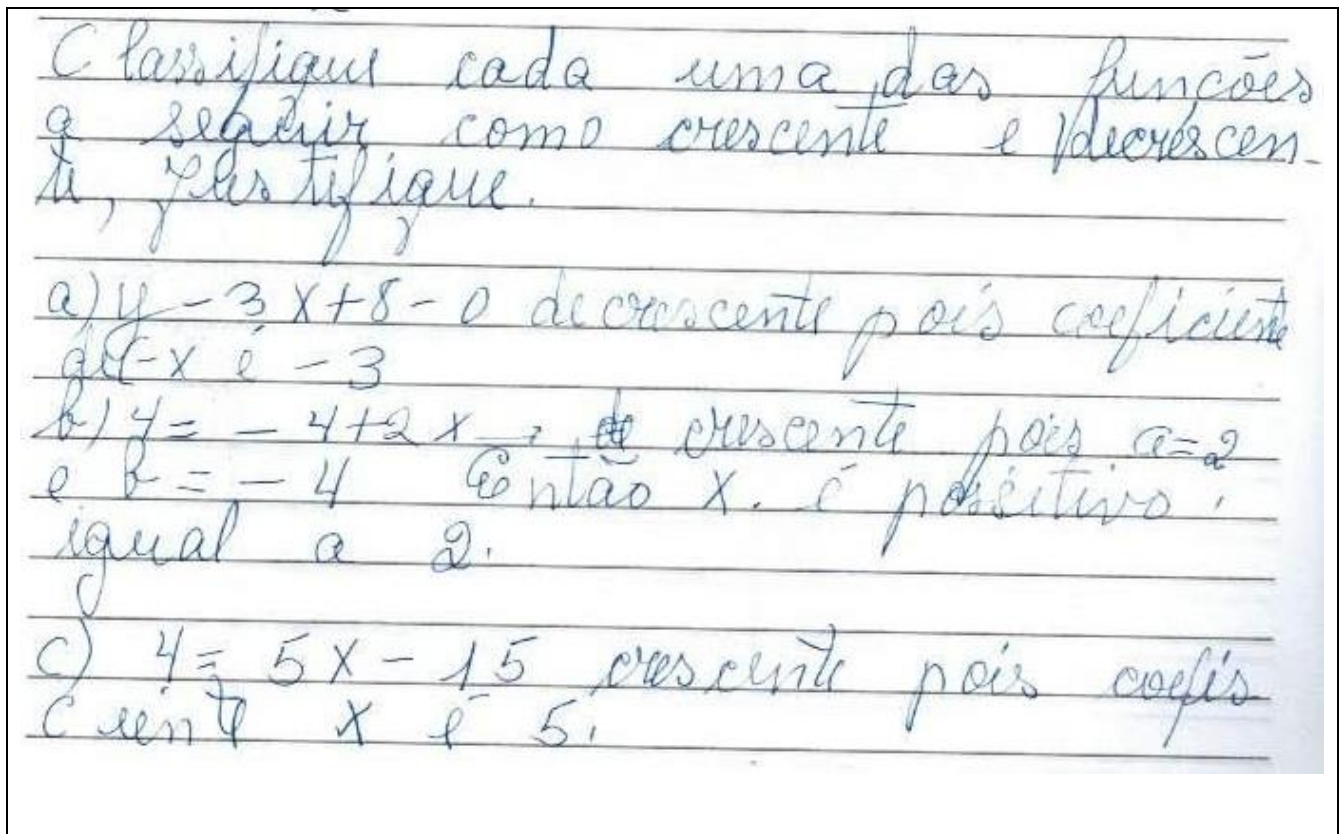 Classifique cada uma das funções
a seguir como crescente e decrescen-
te, Justifique.
a) y - 3x + 8 - 0 decrescente pois coeficiente
de x é - 3
b) y = - 4 + 2x → crescente pois a = 2
e b = - 4 Então x. é positivo.
igual a 2.
c) y = 5x - 15 crescente pois coefis
ciente x é 5.